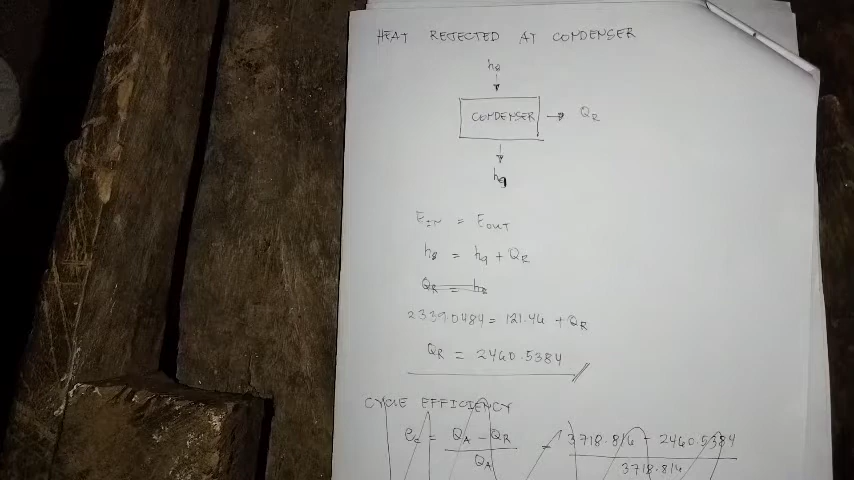 HEAT REJECTED AT CONDENSER
h8
CONDENSER → QR
h9
EIN = EOUT
h8 = h9 + QR
QR = h8
2339.0484 = 121.46 + QR
QR = 2460.5384
CYCLE EFFICIENCY
ec = QA - QR / QA = 3718.816 - 2460.5384 / 3718.816